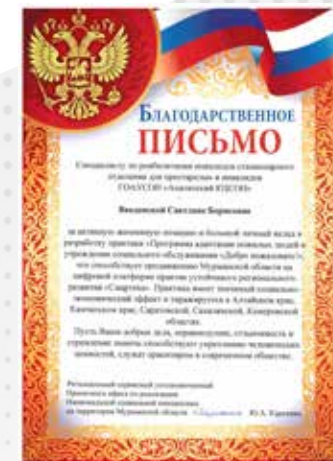 БЛАГОДАРСТВЕННОЕ
ПИСЬМО
Специалисту по реабилитации инвалидов стационарного
отделения для престарелых и инвалидов
ГОАУСОН «Апатитский КЦСОН»
Светлане Борисовне
за активную жизненную позицию и большой личный вклад в
разработку практики «Программа адаптации пожилых людей в
учреждении социального обслуживания «Добро пожаловать!»,
что способствует продвижению Мурманской области на
цифровой платформе практик устойчивого регионального
развития «Смартека». Практика имеет значимый социально-
экономический эффект и тиражируется в Алтайском крае,
Камчатском крае, Саратовской, Сахалинской, Кемеровской
областях.
Пусть Ваши добрые дела, неравнодушие, отзывчивость и
стремление помочь способствуют укреплению человеческих
ценностей, служат ориентиром в современном обществе.
Региональный
Проектного офиса по реализации
Национальной социальной инициативы
на территории Мурманской области
Ю.А.